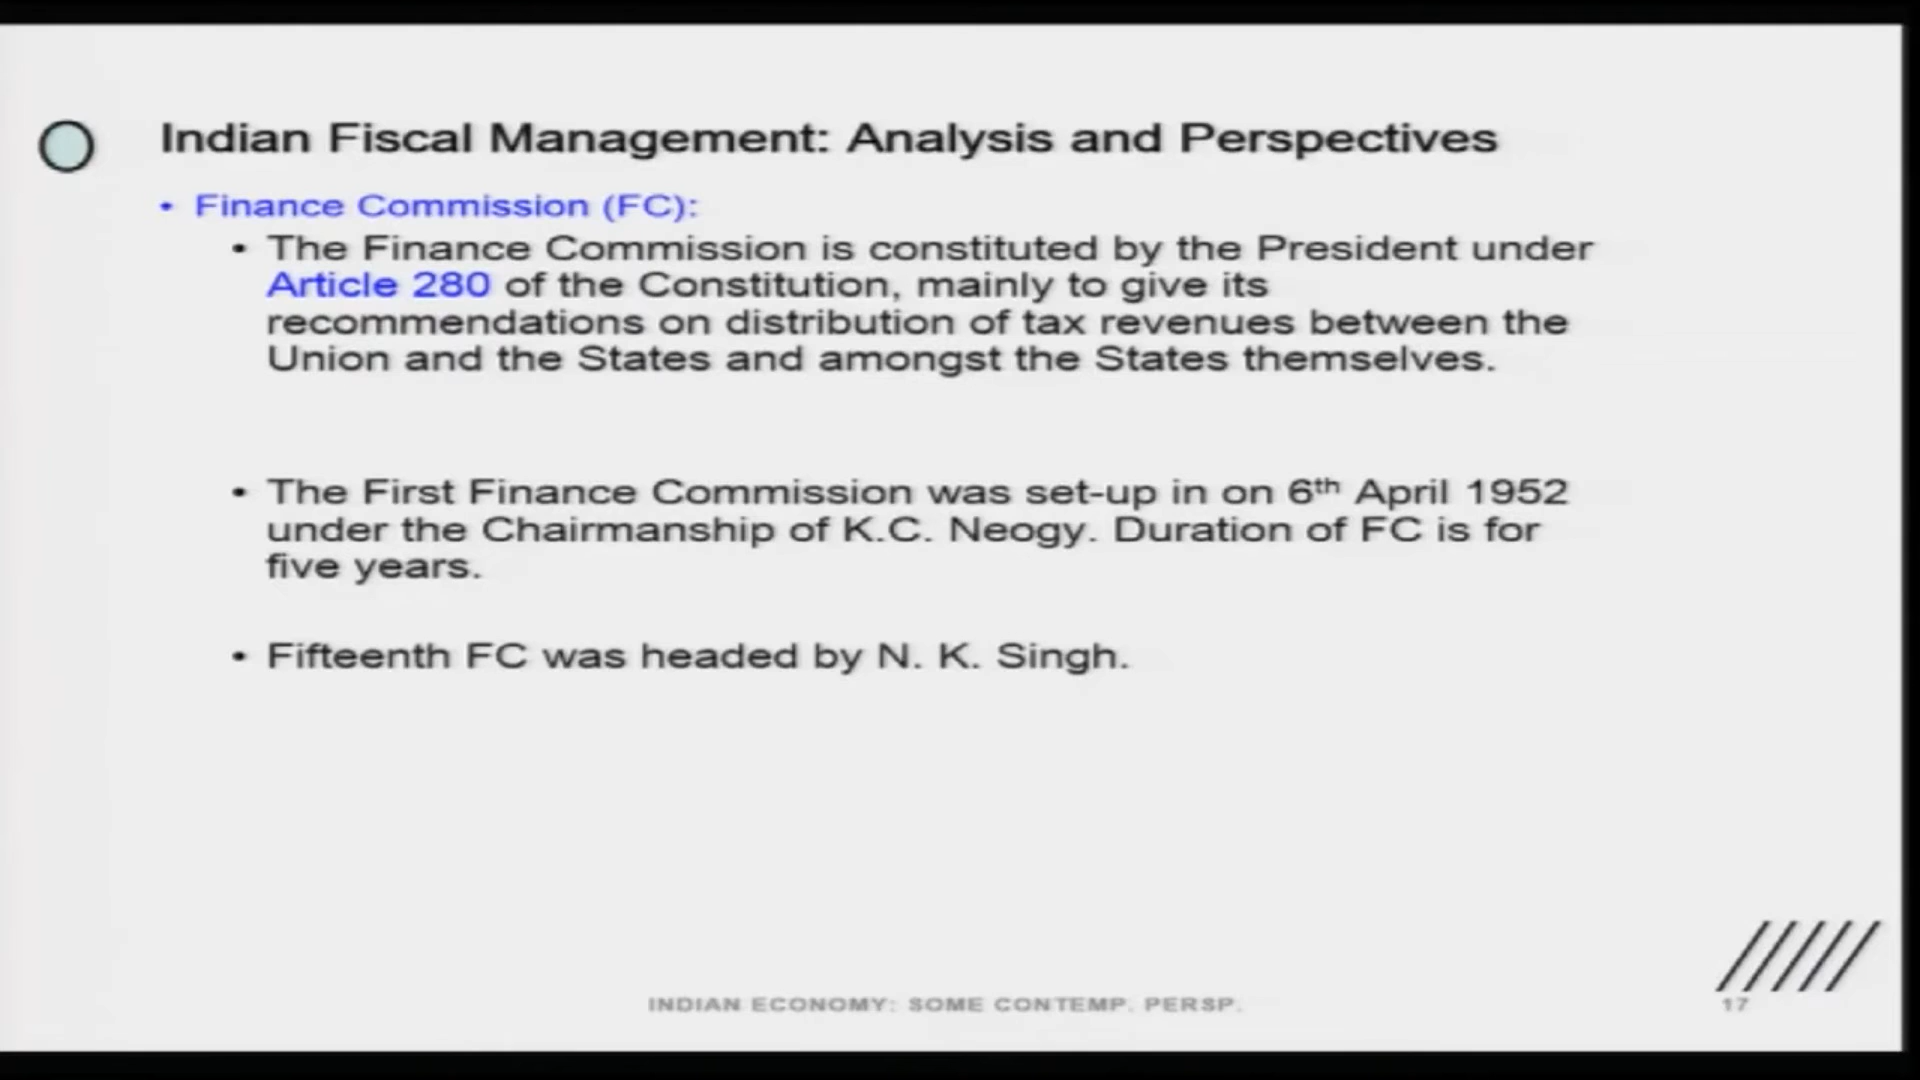 Indian Fiscal Management: Analysis and Perspectives
• Finance Commission (FC):
• The Finance Commission is constituted by the President under
Article 280 of the Constitution, mainly to give its
recommendations on distribution of tax revenues between the
Union and the States and amongst the States themselves.
• The First Finance Commission was set-up in on 6th April 1952
under the Chairmanship of K.C. Neogy. Duration of FC is for
five years.
• Fifteenth FC was headed by N. K. Singh.
INDIAN ECONOMY: SOME CONTEMP. PERSP.
17